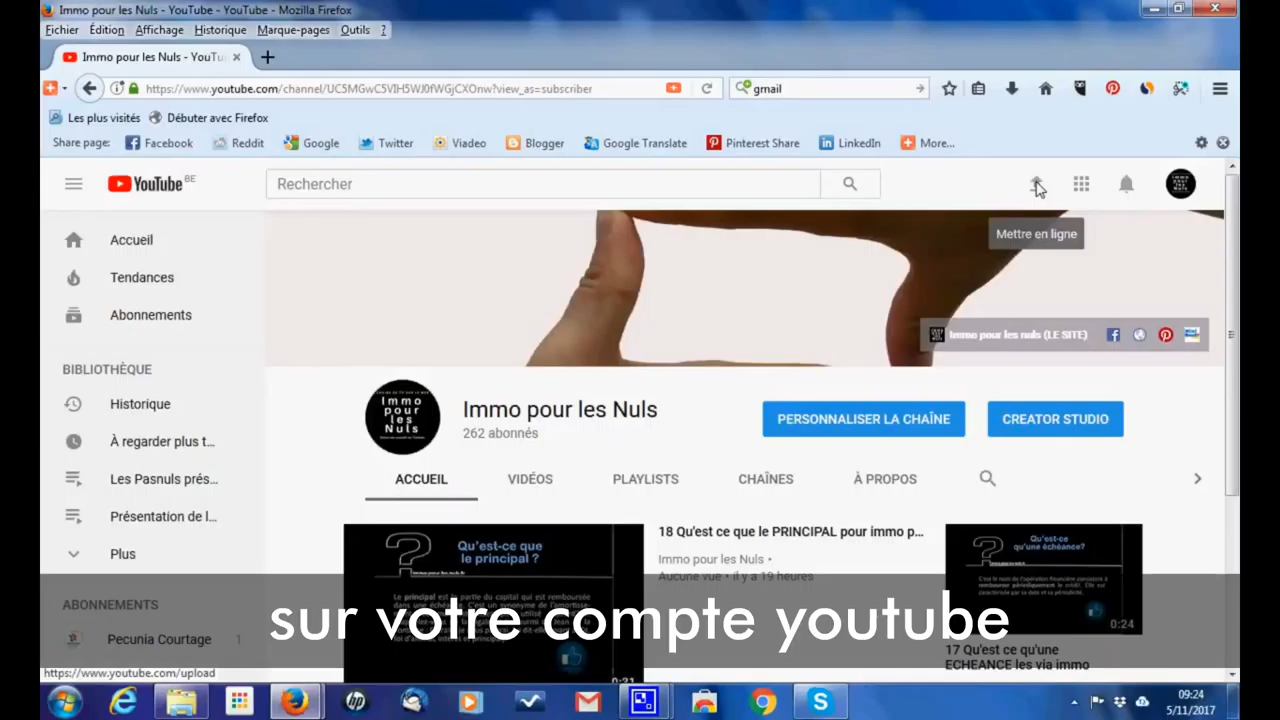 Immo pour les Nuls - YouTube - YouTube - Mozilla Firefox
Fichier Édition Affichage Historique Marque-pages Outils ?
Immo pour les Nuls - YouTu
https://www.youtube.com/channel/UC5MGwC5VIH5WJ0fWGjCXOnw?view_as=subscriber
gmail
Les plus visités Débuter avec Firefox
Share page: Facebook Reddit Google Twitter Viadeo Blogger Google Translate Pinterest Share LinkedIn More...
YouTube BE
Rechercher
Mettre en ligne
Accueil
Tendances
Abonnements
Immo pour les nuls (LE SITE)
BIBLIOTHÈQUE
Historique
À regarder plus t...
Les Pasnuls prés...
Présentation de l...
Plus
ABONNEMENTS
Pecunia Courtage 1
Immo
pour
les
Nuls
Immo pour les Nuls
262 abonnés
PERSONNALISER LA CHAÎNE
CREATOR STUDIO
ACCUEIL VIDÉOS PLAYLISTS CHAÎNES À PROPOS
Qu'est-ce que
le principal ?
0:31
18 Qu'est ce que le PRINCIPAL pour immo p...
Immo pour les Nuls •
Aucune vue • il y a 19 heures
Qu'est-ce
qu'une échéance?
0:24
17 Qu'est ce qu'une
ECHEANCE les via immo
sur votre compte youtube
https://www.youtube.com/upload
09:24
5/11/2017